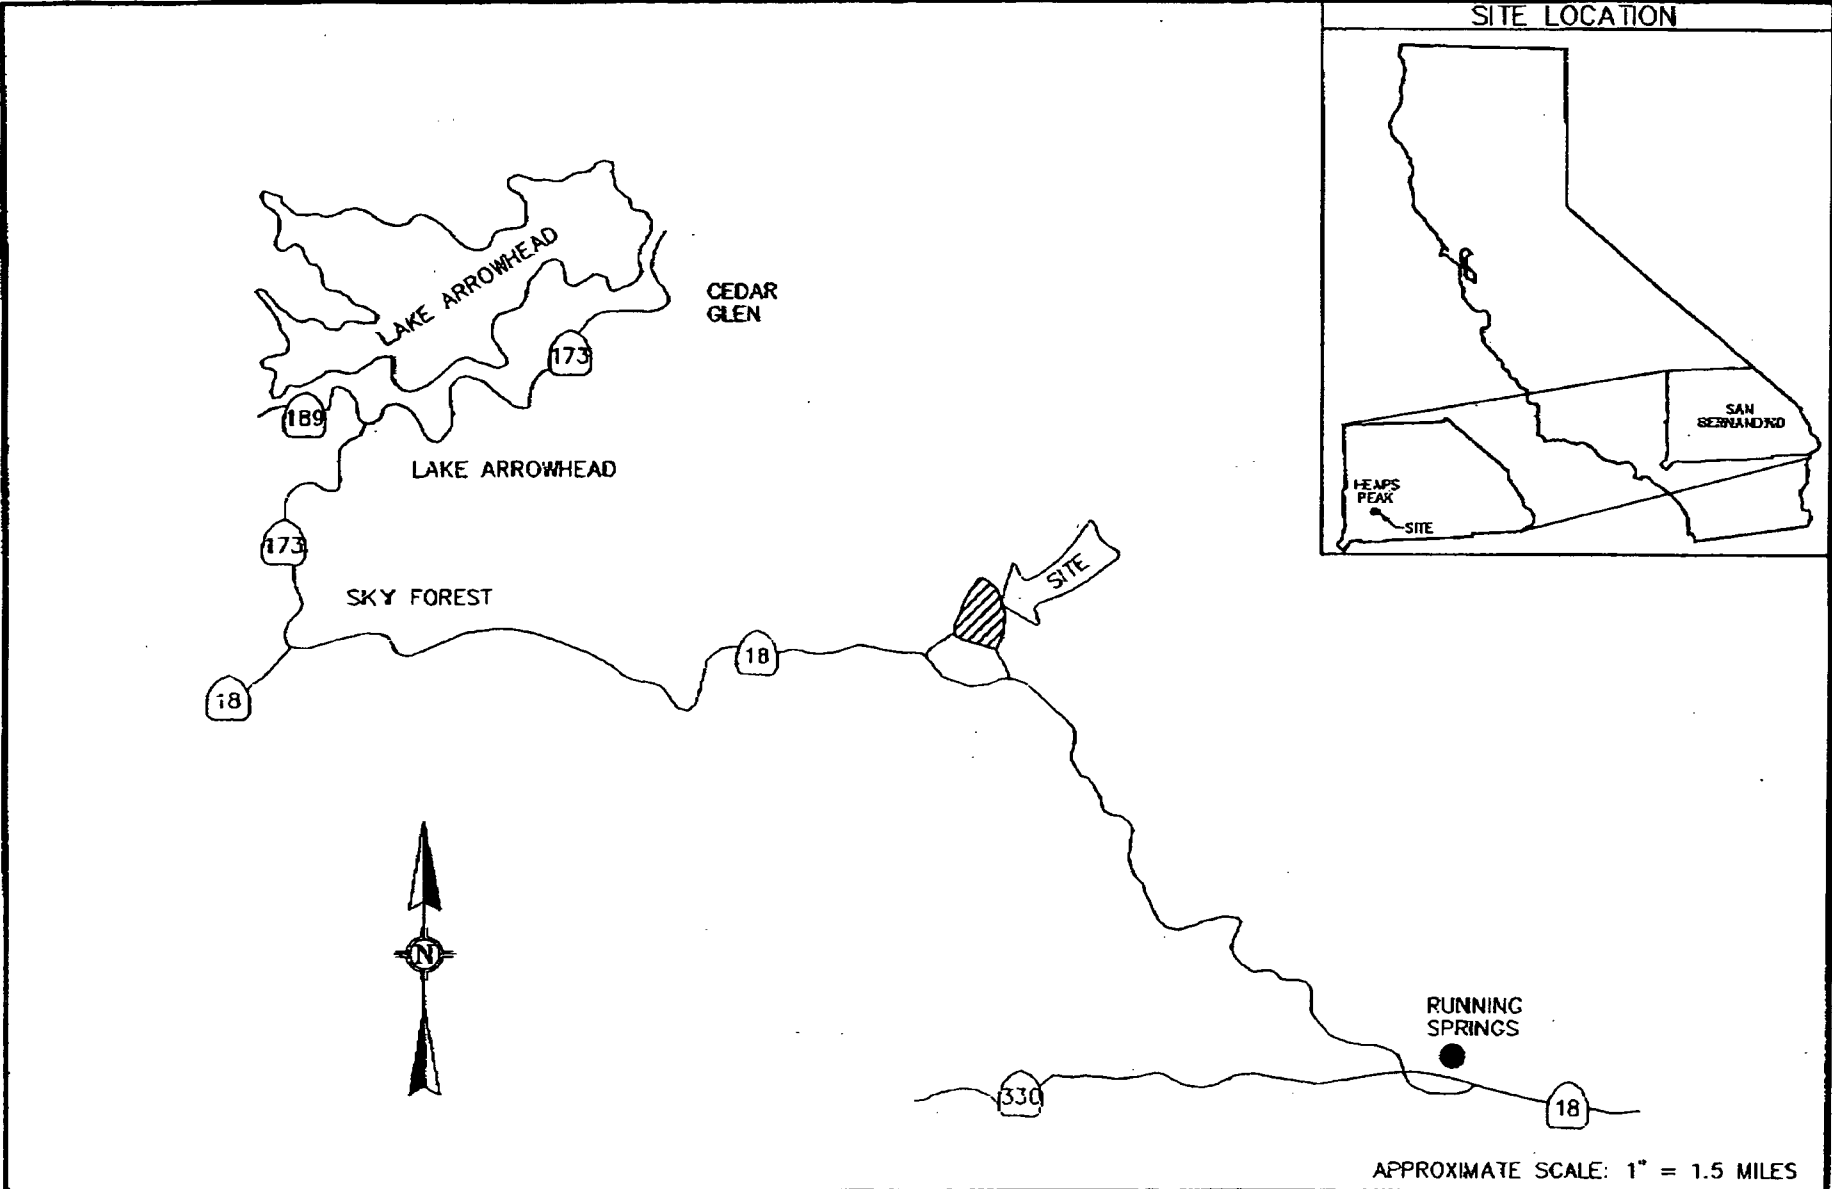 SITE LOCATION
LAKE ARROWHEAD
CEDAR
GLEN
173
189
LAKE ARROWHEAD
173
SKY FOREST
SITE
18
18
SAN
BERNANDINO
HEAPS
PEAK
SITE
N
RUNNING
SPRINGS
330
18
APPROXIMATE SCALE: 1" = 1.5 MILES